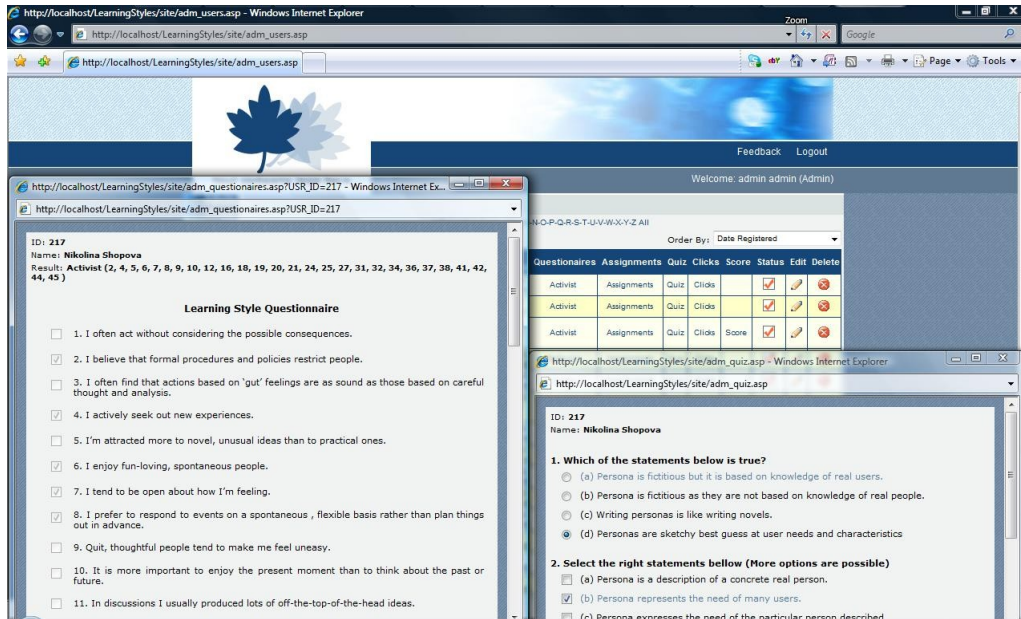 http://localhost/LearningStyles/site/adm_users.asp - Windows Internet Explorer
Zoom
http://localhost/LearningStyles/site/adm_users.asp
Google
http://localhost/LearningStyles/site/adm_users.asp
ebY
Page
Tools
Feedback Logout
Welcome: admin admin (Admin)
-N-O-P-Q-R-S-T-U-V-W-X-Y-Z All
Order By: Date Registered
Questionaires Assignments Quiz Clicks Score Status Edit Delete
Activist Assignments Quiz Clicks
Activist Assignments Quiz Clicks
Activist Assignments Quiz Clicks Score
http://localhost/LearningStyles/site/adm_questionaires.asp?USR_ID=217 - Windows Internet Ex...
http://localhost/LearningStyles/site/adm_questionaires.asp?USR_ID=217
ID: 217
Name: Nikolina Shopova
Result: Activist (2, 4, 5, 6, 7, 8, 9, 10, 12, 16, 18, 19, 20, 21, 24, 25, 27, 31, 32, 34, 36, 37, 38, 41, 42,
44, 45 )
Learning Style Questionnaire
1. I often act without considering the possible consequences.
2. I believe that formal procedures and policies restrict people.
3. I often find that actions based on `gut' feelings are as sound as those based on careful
thought and analysis.
4. I actively seek out new experiences.
5. I'm attracted more to novel, unusual ideas than to practical ones.
6. I enjoy fun-loving, spontaneous people.
7. I tend to be open about how I'm feeling.
8. I prefer to respond to events on a spontaneous , flexible basis rather than plan things
out in advance.
9. Quit, thoughtful people tend to make me feel uneasy.
10. It is more important to enjoy the present moment than to think about the past or
future.
11. In discussions I usually produced lots of off-the-top-of-the-head ideas.
http://localhost/LearningStyles/site/adm_quiz.asp - Windows Internet Explorer
http://localhost/LearningStyles/site/adm_quiz.asp
ID: 217
Name: Nikolina Shopova
1. Which of the statements below is true?
(a) Persona is fictitious but it is based on knowledge of real users.
(b) Persona is fictitious as they are not based on knowledge of real people.
(c) Writing personas is like writing novels.
(d) Personas are sketchy best guess at user needs and characteristics
2. Select the right statements bellow (More options are possible)
(a) Persona is a description of a concrete real person.
(b) Persona represents the need of many users.
(c) Persona expresses the need of the particular person described